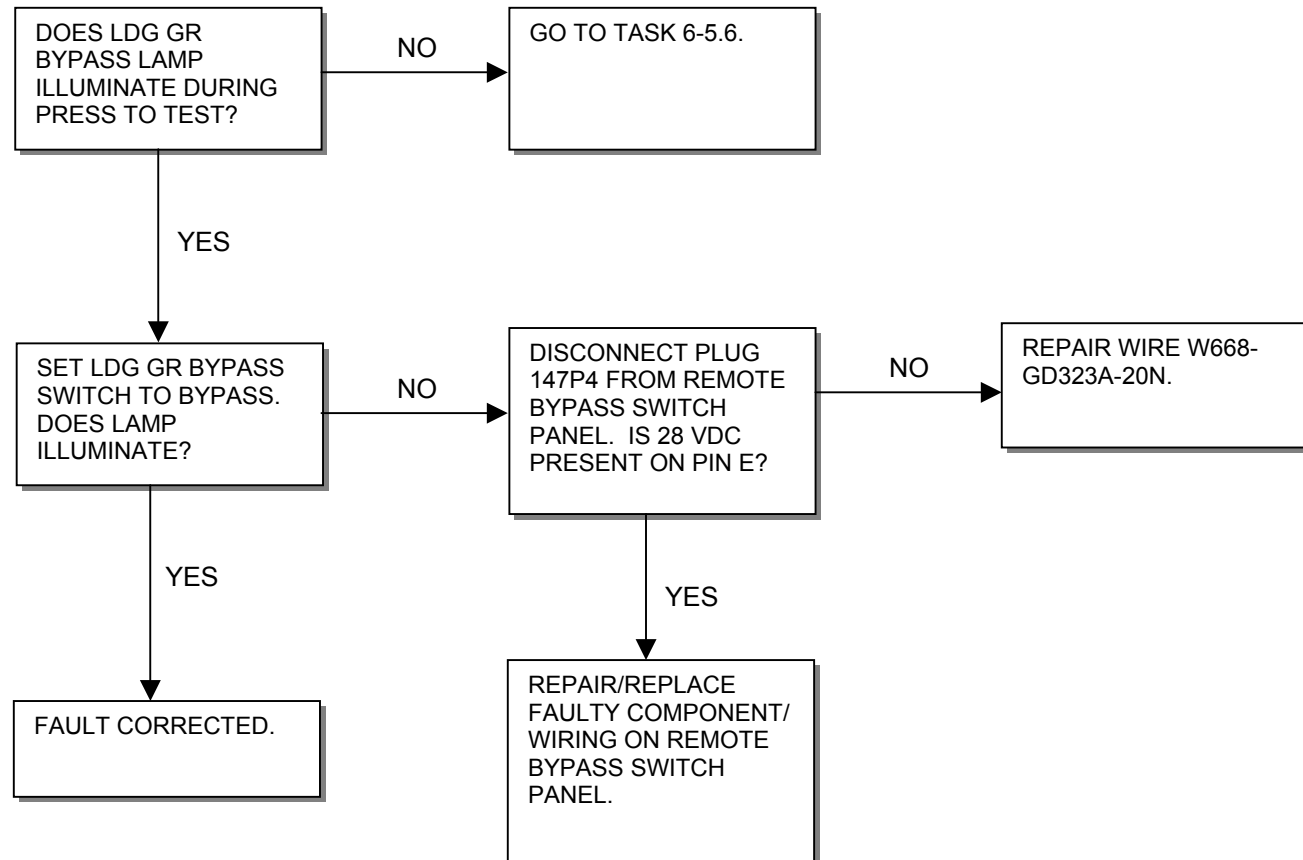 DOES LDG GR
BYPASS LAMP
ILLUMINATE DURING
PRESS TO TEST?
NO
GO TO TASK 6-5.6.
YES
SET LDG GR BYPASS
SWITCH TO BYPASS.
DOES LAMP
ILLUMINATE?
NO
DISCONNECT PLUG
147P4 FROM REMOTE
BYPASS SWITCH
PANEL. IS 28 VDC
PRESENT ON PIN E?
NO
REPAIR WIRE W668-
GD323A-20N.
YES
FAULT CORRECTED.
YES
REPAIR/REPLACE
FAULTY COMPONENT/
WIRING ON REMOTE
BYPASS SWITCH
PANEL.